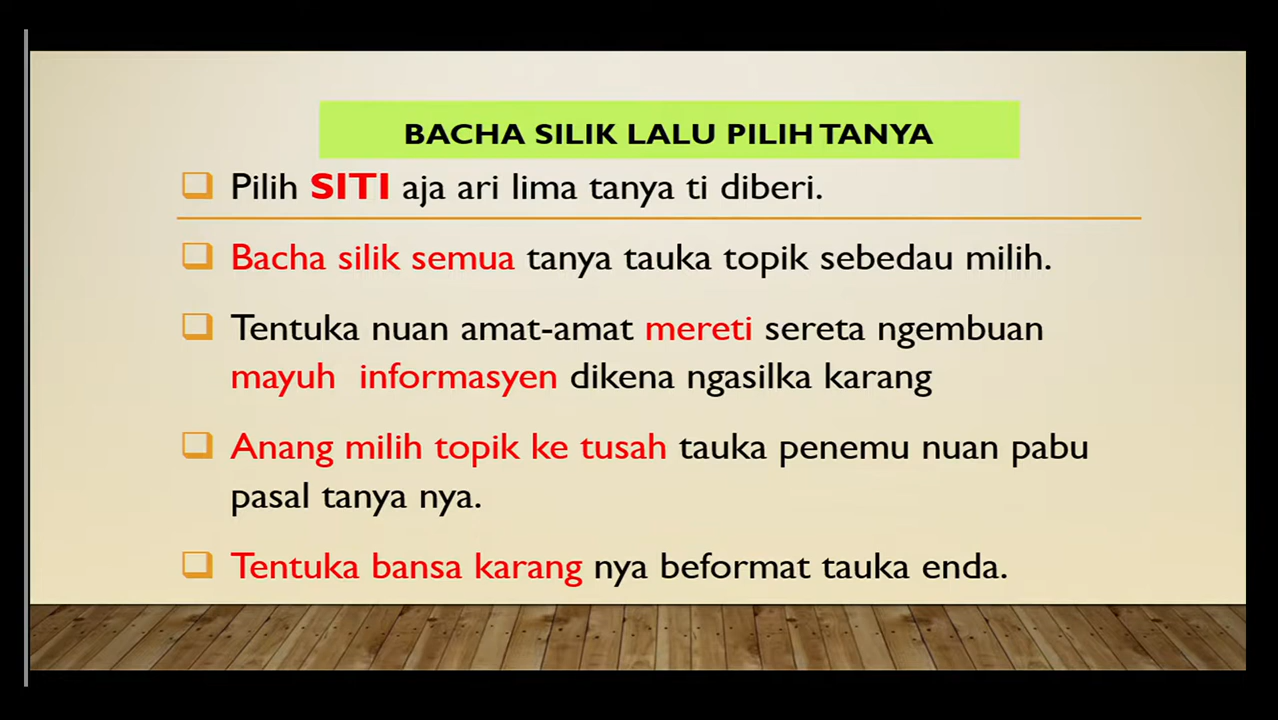 BACHA SILIK LALU PILIH TANYA
Pilih SITI aja ari lima tanya ti diberi.
Bacha silik semua tanya tauka topik sebedau milih.
Tentuka nuan amat-amat mereti sereta ngembuan
mayuh informasyen dikena ngasilka karang
Anang milih topik ke tusah tauka penemu nuan pabu
pasal tanya nya.
Tentuka bansa karang nya beformat tauka enda.